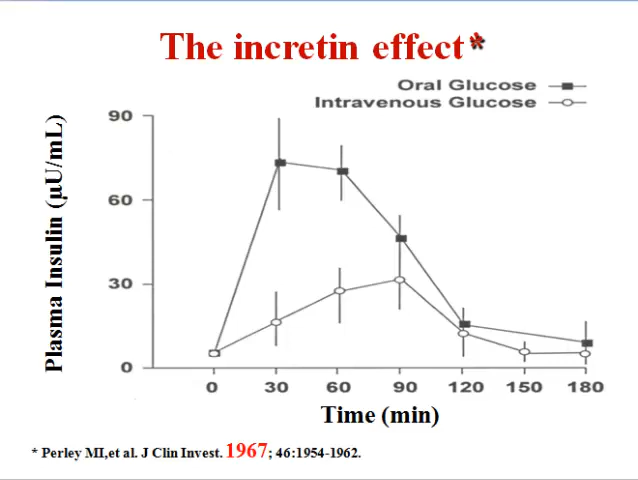 The incretin effect*
Oral Glucose
Intravenous Glucose
Plasma Insulin (µU/mL)
90
60
30
0
0 30 60 90 120 150 180
Time (min)
* Perley MI,et al. J Clin Invest. 1967; 46:1954-1962.